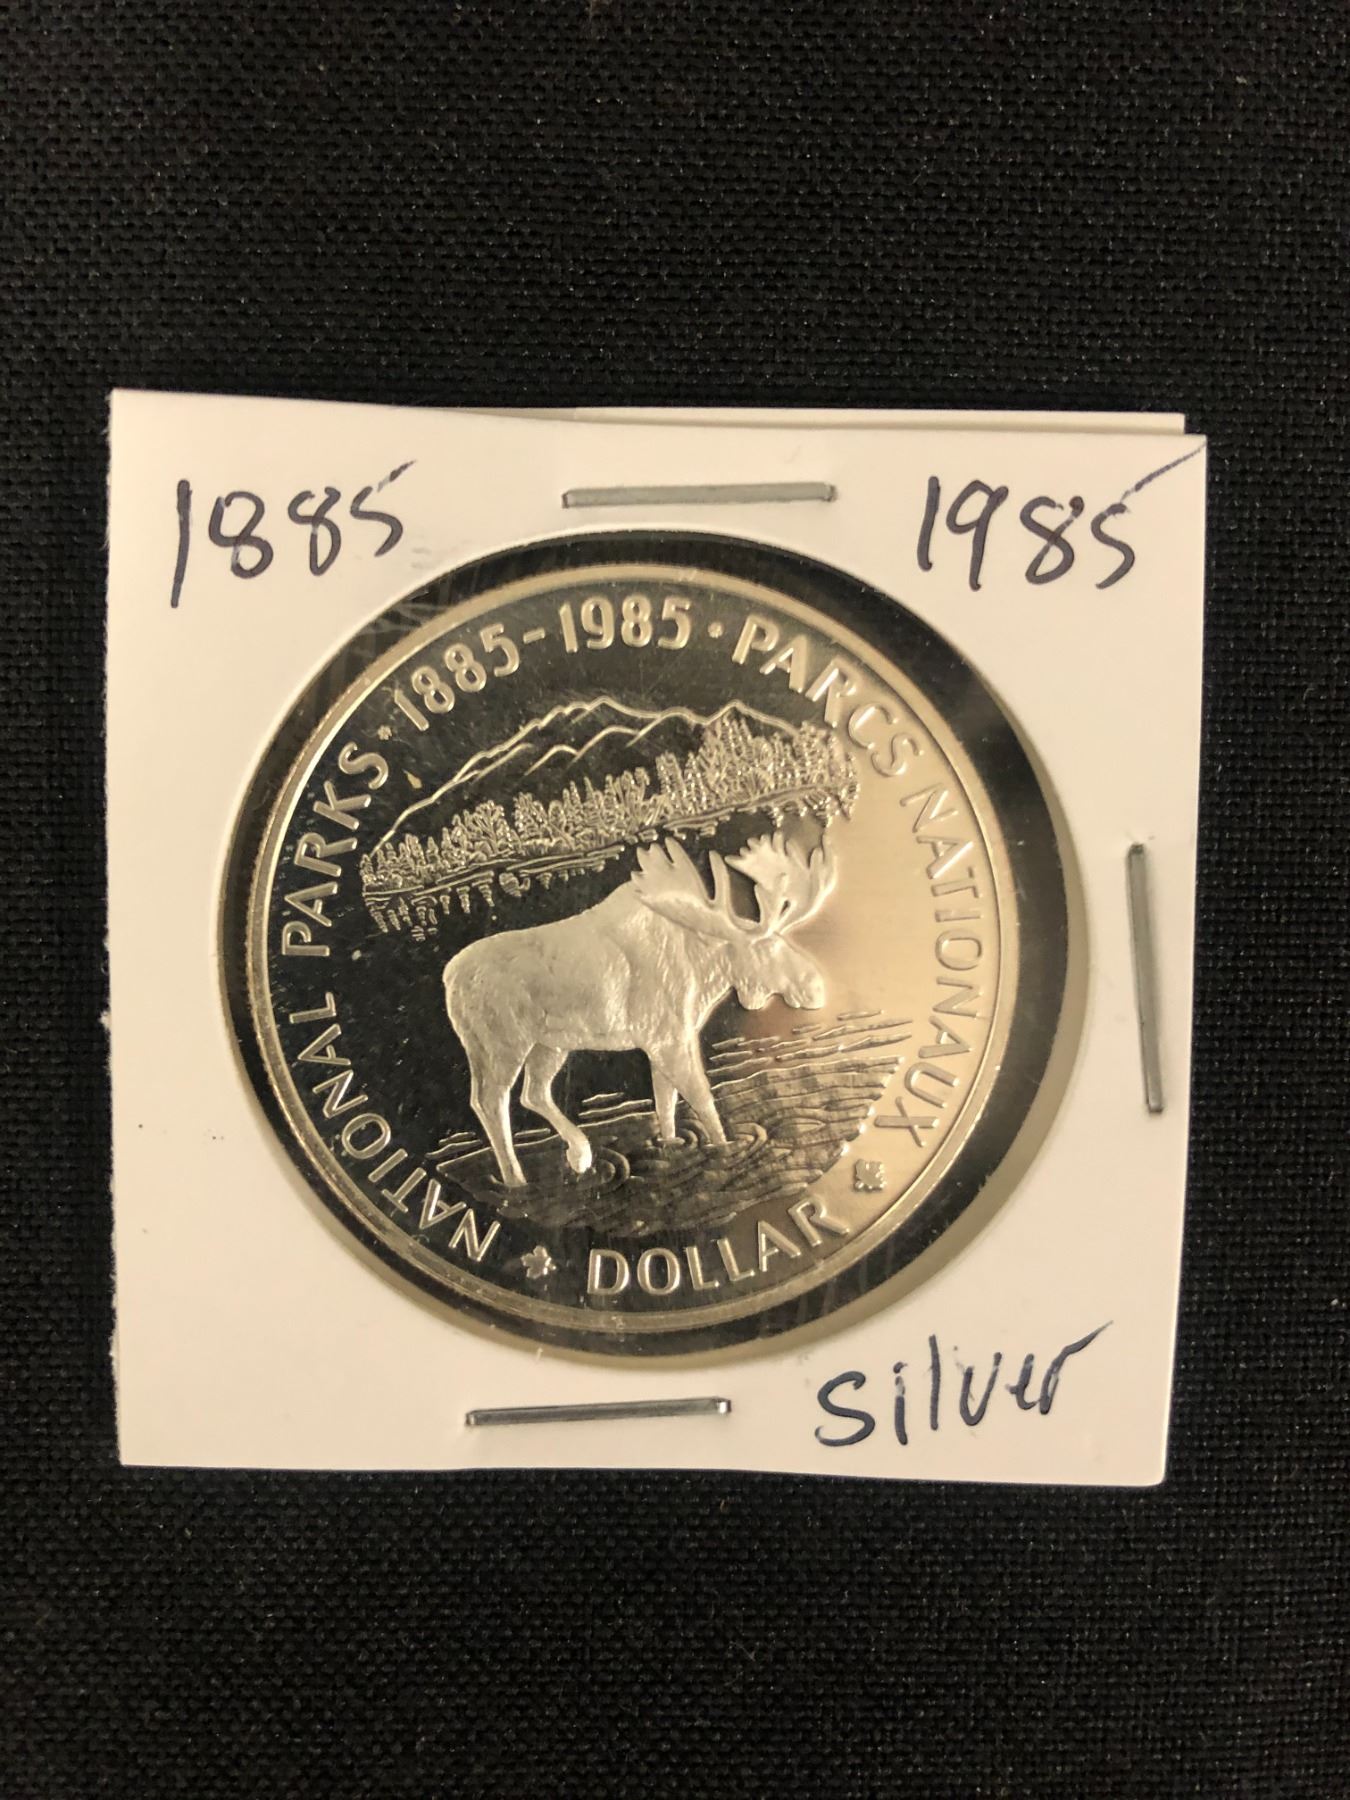 1885 1985
NATIONAL PARKS • 1885-1985 • PARCS NATIONAUX
DOLLAR
Silver